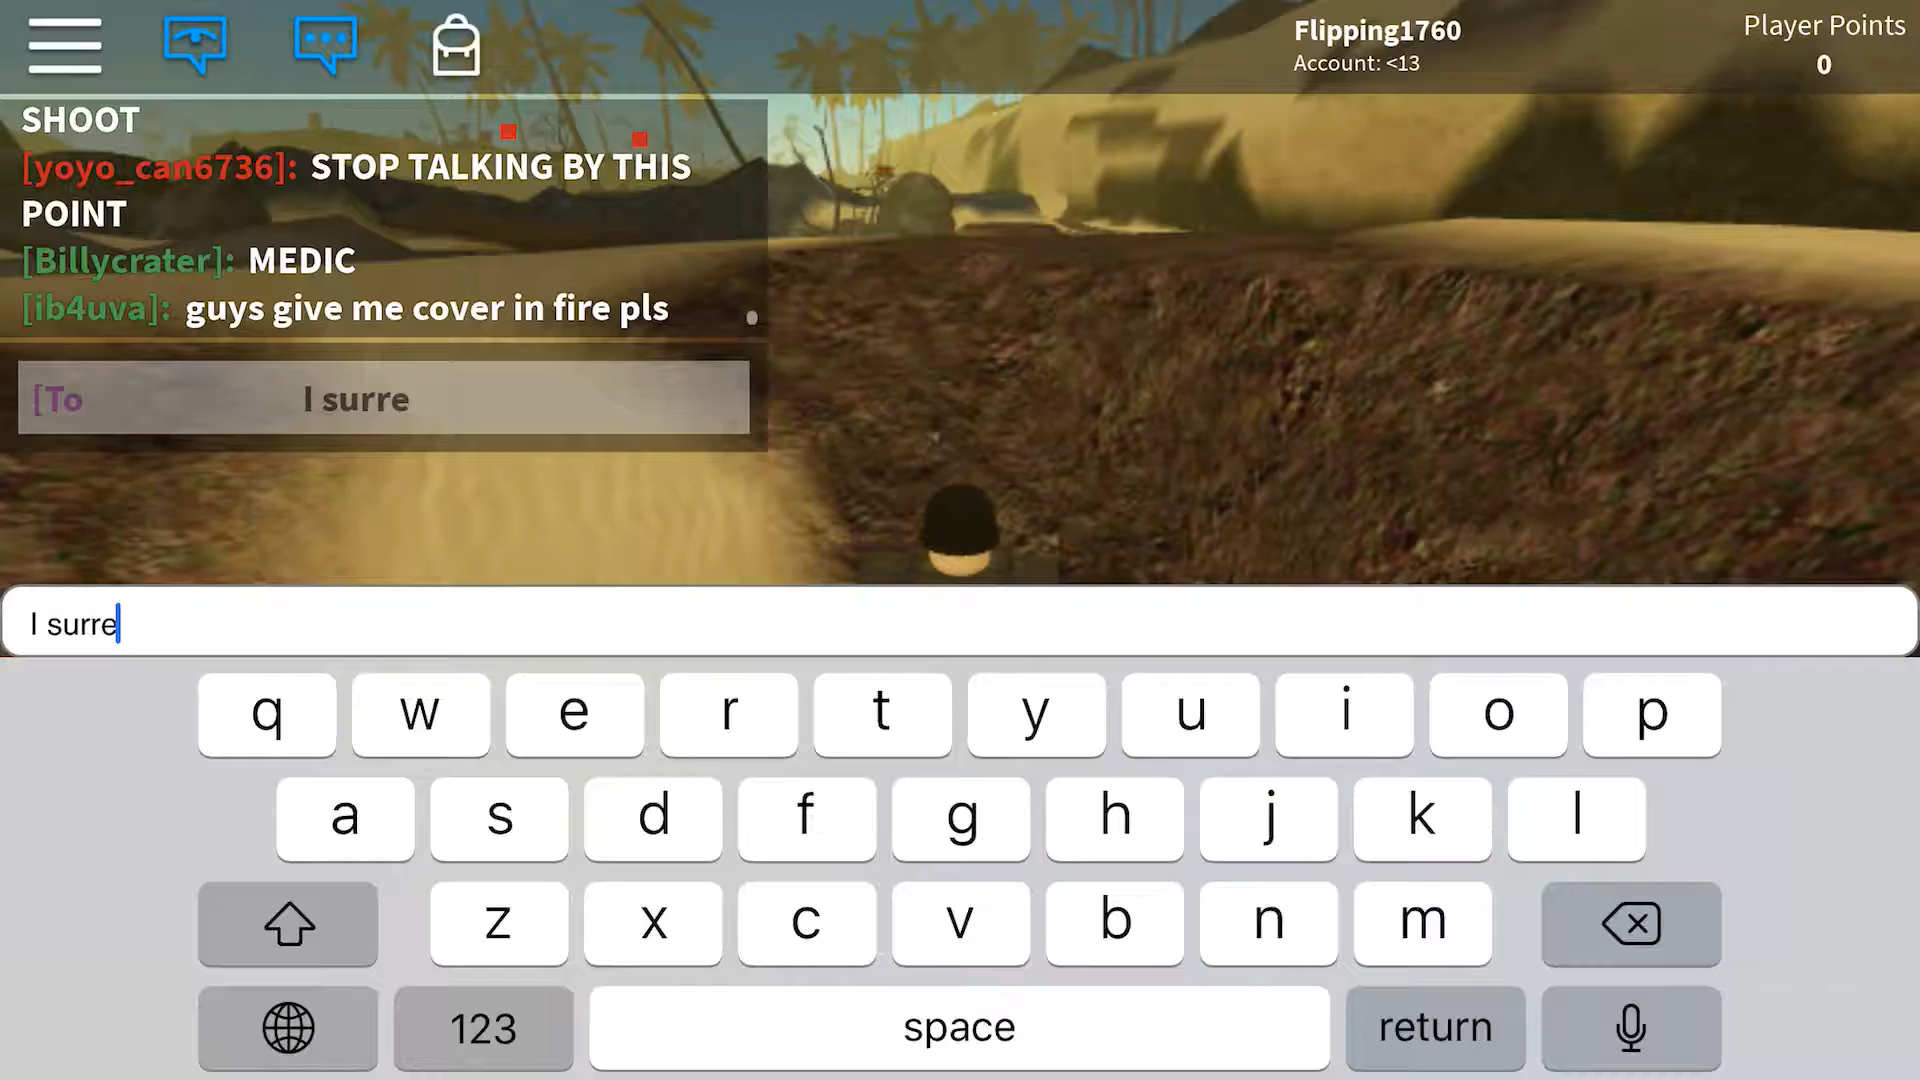 Flipping1760
Account: <13
Player Points
0
SHOOT
[yoyo_can6736]: STOP TALKING BY THIS
POINT
[Billycrater]: MEDIC
[ib4uva]: guys give me cover in fire pls
[To I surre
I surre
q w e r t y u i o p
a s d f g h j k l
z x c v b n m
123 space return